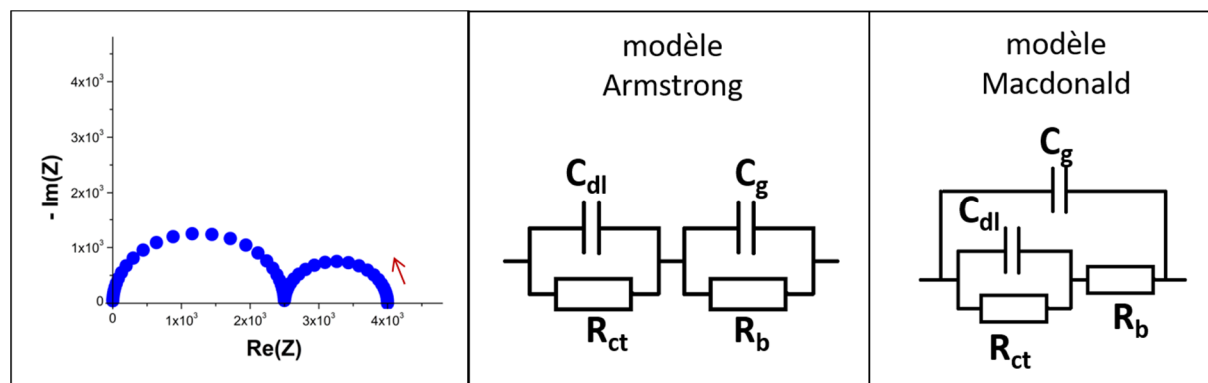 - Im(Z)
4x10³
3x10³
2x10³
1x10³
0
0
1x10³
2x10³
3x10³
4x10³
Re(Z)
modèle
Armstrong
C_dl
C_g
R_ct
R_b
modèle
Macdonald
C_g
C_dl
R_b
R_ct